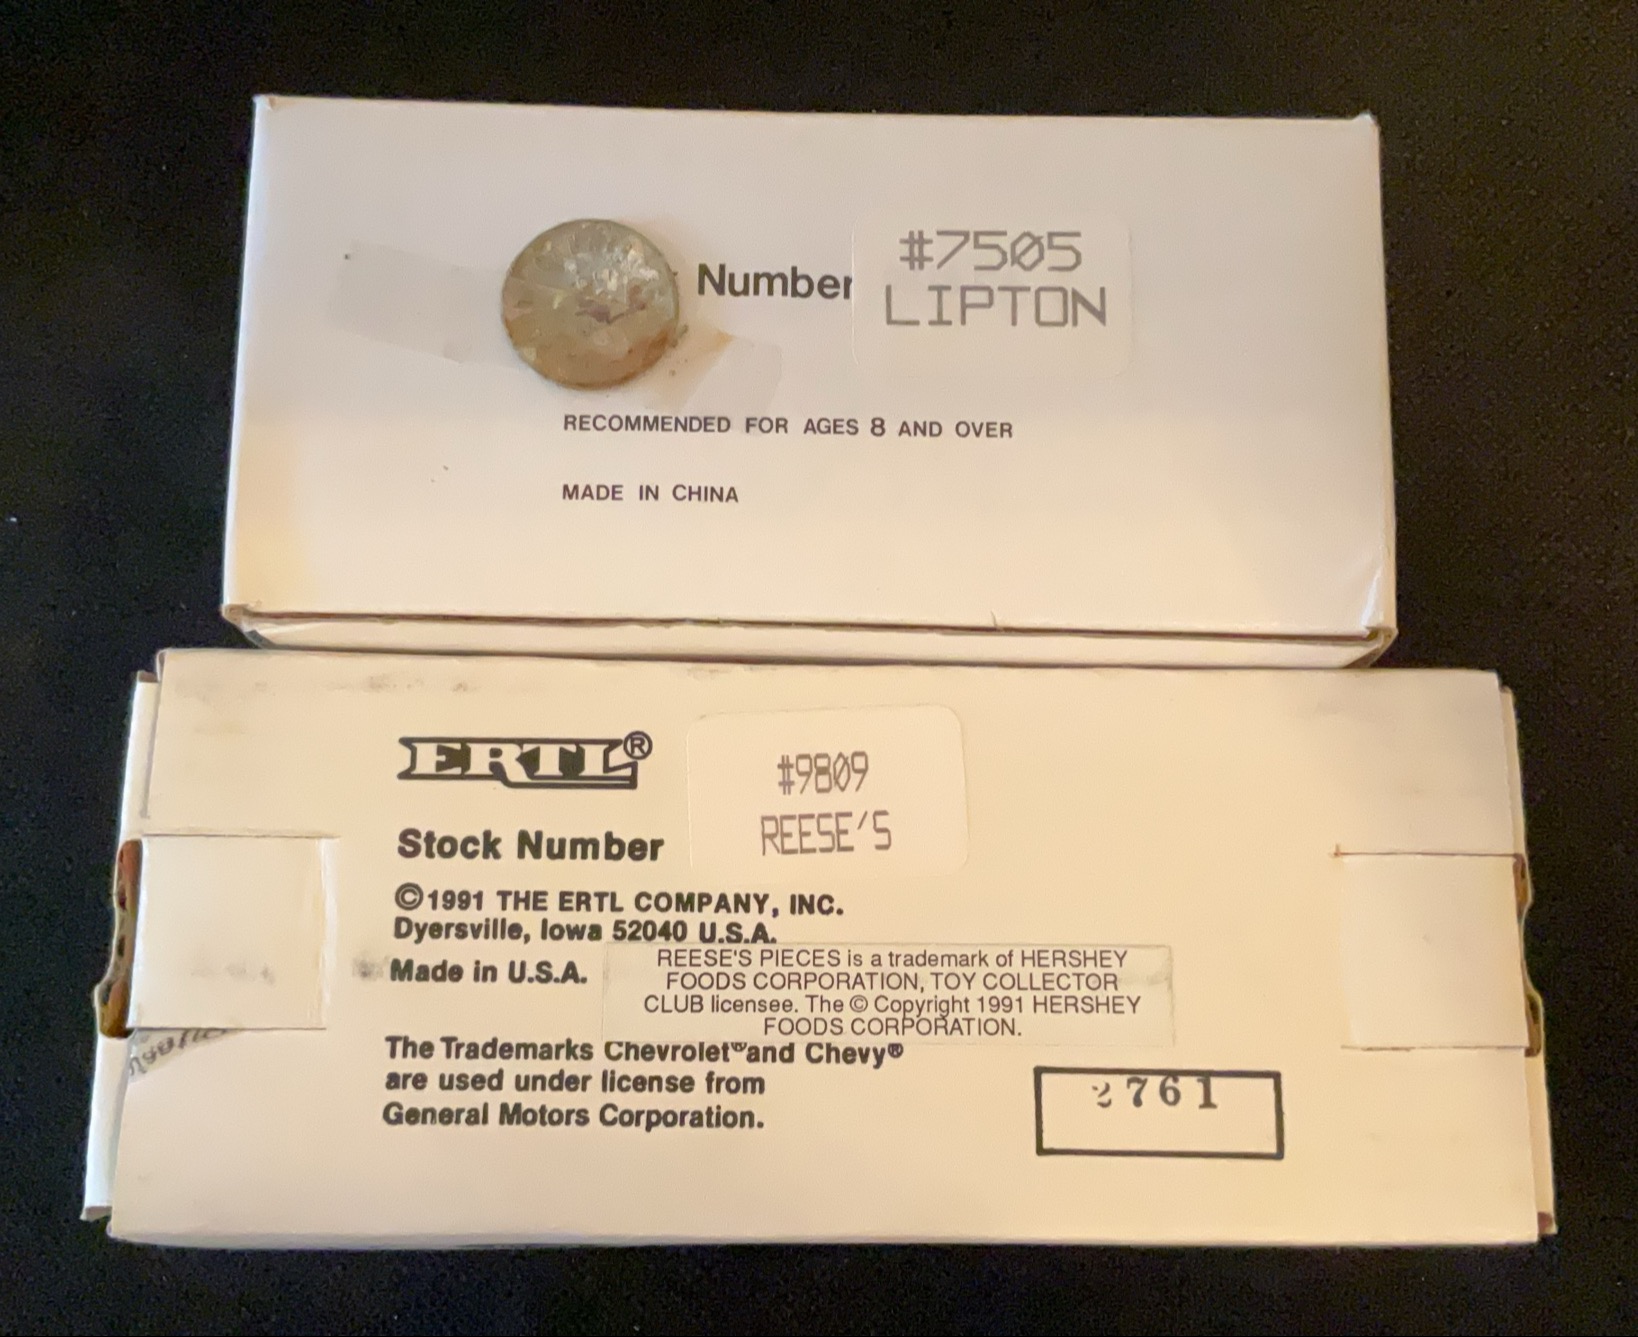 Number
#7505
LIPTON
RECOMMENDED FOR AGES 8 AND OVER
MADE IN CHINA
ERTL®
#9809
REESE'S
Stock Number
©1991 THE ERTL COMPANY, INC.
Dyersville, Iowa 52040 U.S.A.
Made in U.S.A.
REESE'S PIECES is a trademark of HERSHEY
FOODS CORPORATION, TOY COLLECTOR
CLUB licensee. The © Copyright 1991 HERSHEY
FOODS CORPORATION.
The Trademarks Chevrolet® and Chevy®
are used under license from
General Motors Corporation.
2761